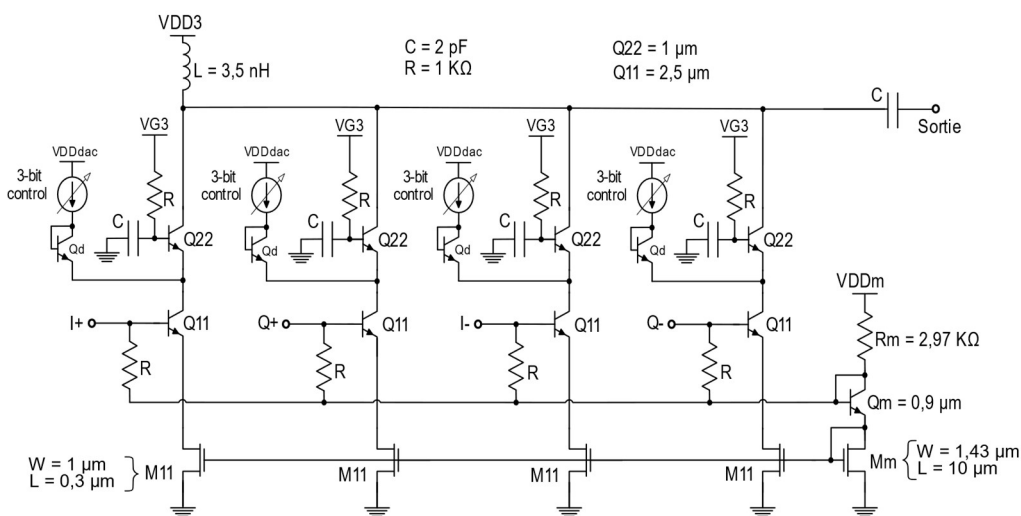 VDD3
L = 3,5 nH
C = 2 pF
R = 1 KΩ
Q22 = 1 µm
Q11 = 2,5 µm
C
Sortie
VG3
VG3
VG3
VG3
VDDdac
VDDdac
VDDdac
VDDdac
3-bit
control
3-bit
control
3-bit
control
3-bit
control
R
R
R
R
C
C
C
C
Qd
Qd
Qd
Qd
Q22
Q22
Q22
Q22
VDDm
I+
Q11
Q+
Q11
I-
Q11
Q-
Q11
Rm = 2,97 KΩ
R
R
R
R
Qm = 0,9 µm
W = 1 µm
L = 0,3 µm
M11
M11
M11
M11
Mm
W = 1,43 µm
L = 10 µm